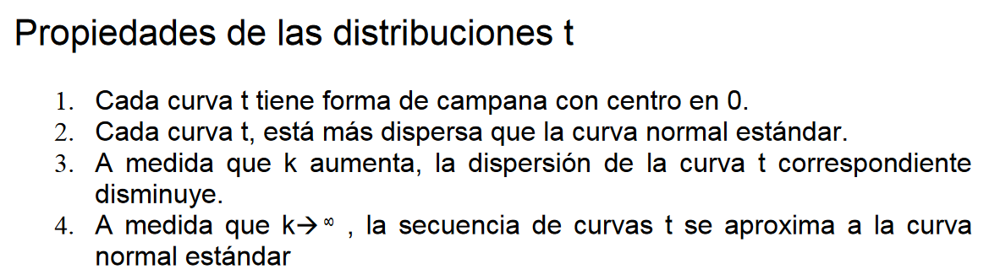 Propiedades de las distribuciones t
1. Cada curva t tiene forma de campana con centro en 0.
2. Cada curva t, está más dispersa que la curva normal estándar.
3. A medida que k aumenta, la dispersión de la curva t correspondiente
disminuye.
4. A medida que k→ ∞ , la secuencia de curvas t se aproxima a la curva
normal estándar